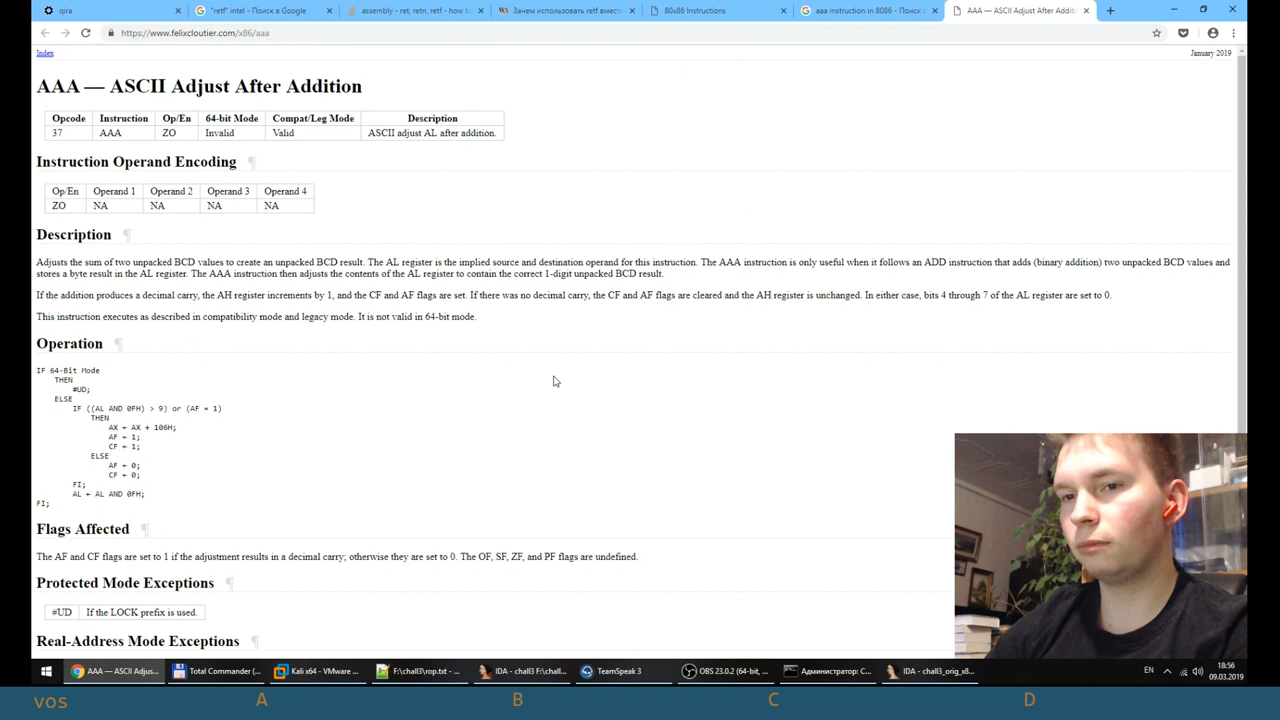 qira
"retf" intel - Поиск в Google
assembly - ret, retn, retf - how to
Зачем использовать retf вмест
80x86 Instructions
aaa instruction in 8086 - Поиск
AAA — ASCII Adjust After Additi
https://www.felixcloutier.com/x86/aaa
Index
January 2019
AAA — ASCII Adjust After Addition
Opcode Instruction Op/En 64-bit Mode Compat/Leg Mode Description
37 AAA ZO Invalid Valid ASCII adjust AL after addition.
Instruction Operand Encoding ¶
Op/En Operand 1 Operand 2 Operand 3 Operand 4
ZO NA NA NA NA
Description ¶
Adjusts the sum of two unpacked BCD values to create an unpacked BCD result. The AL register is the implied source and destination operand for this instruction. The AAA instruction is only useful when it follows an ADD instruction that adds (binary addition) two unpacked BCD values and
stores a byte result in the AL register. The AAA instruction then adjusts the contents of the AL register to contain the correct 1-digit unpacked BCD result.
If the addition produces a decimal carry, the AH register increments by 1, and the CF and AF flags are set. If there was no decimal carry, the CF and AF flags are cleared and the AH register is unchanged. In either case, bits 4 through 7 of the AL register are set to 0.
This instruction executes as described in compatibility mode and legacy mode. It is not valid in 64-bit mode.
Operation ¶
IF 64-Bit Mode
THEN
#UD;
ELSE
IF ((AL AND 0FH) > 9) or (AF = 1)
THEN
AX ← AX + 106H;
AF ← 1;
CF ← 1;
ELSE
AF ← 0;
CF ← 0;
FI;
AL ← AL AND 0FH;
FI;
Flags Affected ¶
The AF and CF flags are set to 1 if the adjustment results in a decimal carry; otherwise they are set to 0. The OF, SF, ZF, and PF flags are undefined.
Protected Mode Exceptions ¶
#UD If the LOCK prefix is used.
Real-Address Mode Exceptions ¶
AAA — ASCII Adjus...
Total Commander (...
Kali x64 - VMware ...
F:\chall3\rop.txt - ...
IDA - chall3 F:\chall...
TeamSpeak 3
OBS 23.0.2 (64-bit, ...
Администратор: C...
IDA - chall3_orig_x8...
EN
18:56
09.03.2019
vos A B C D